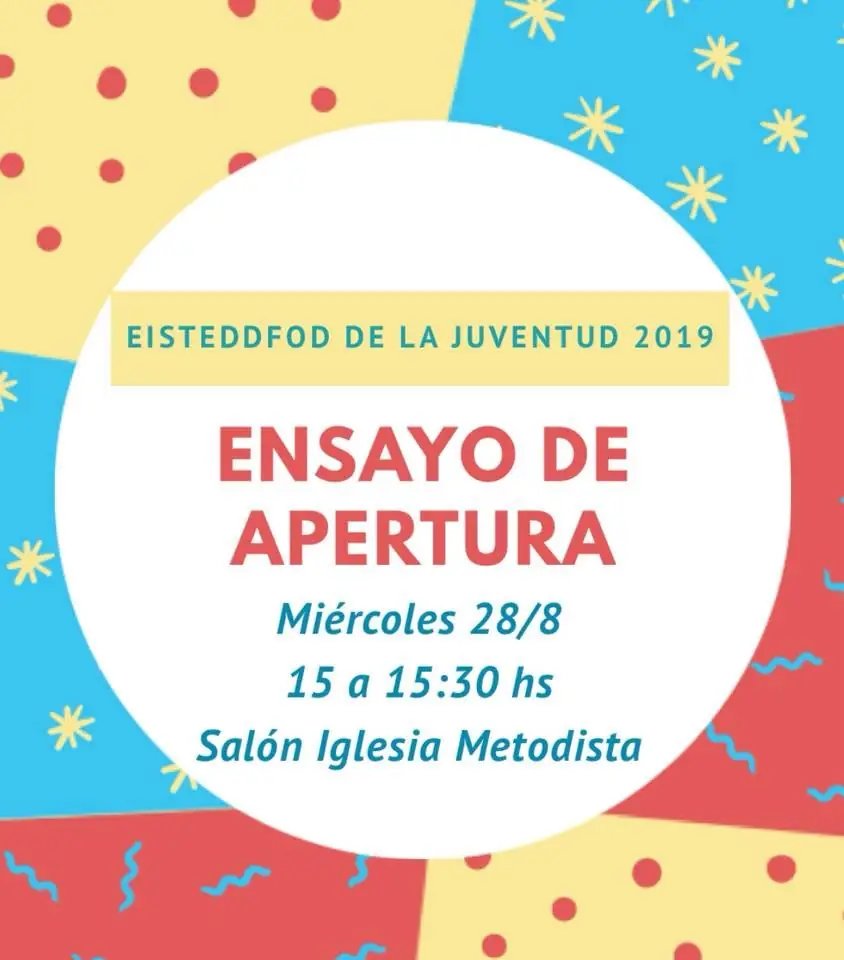 EISTEDDFOD DE LA JUVENTUD 2019
ENSAYO DE
APERTURA
Miércoles 28/8
15 a 15:30 hs
Salón Iglesia Metodista